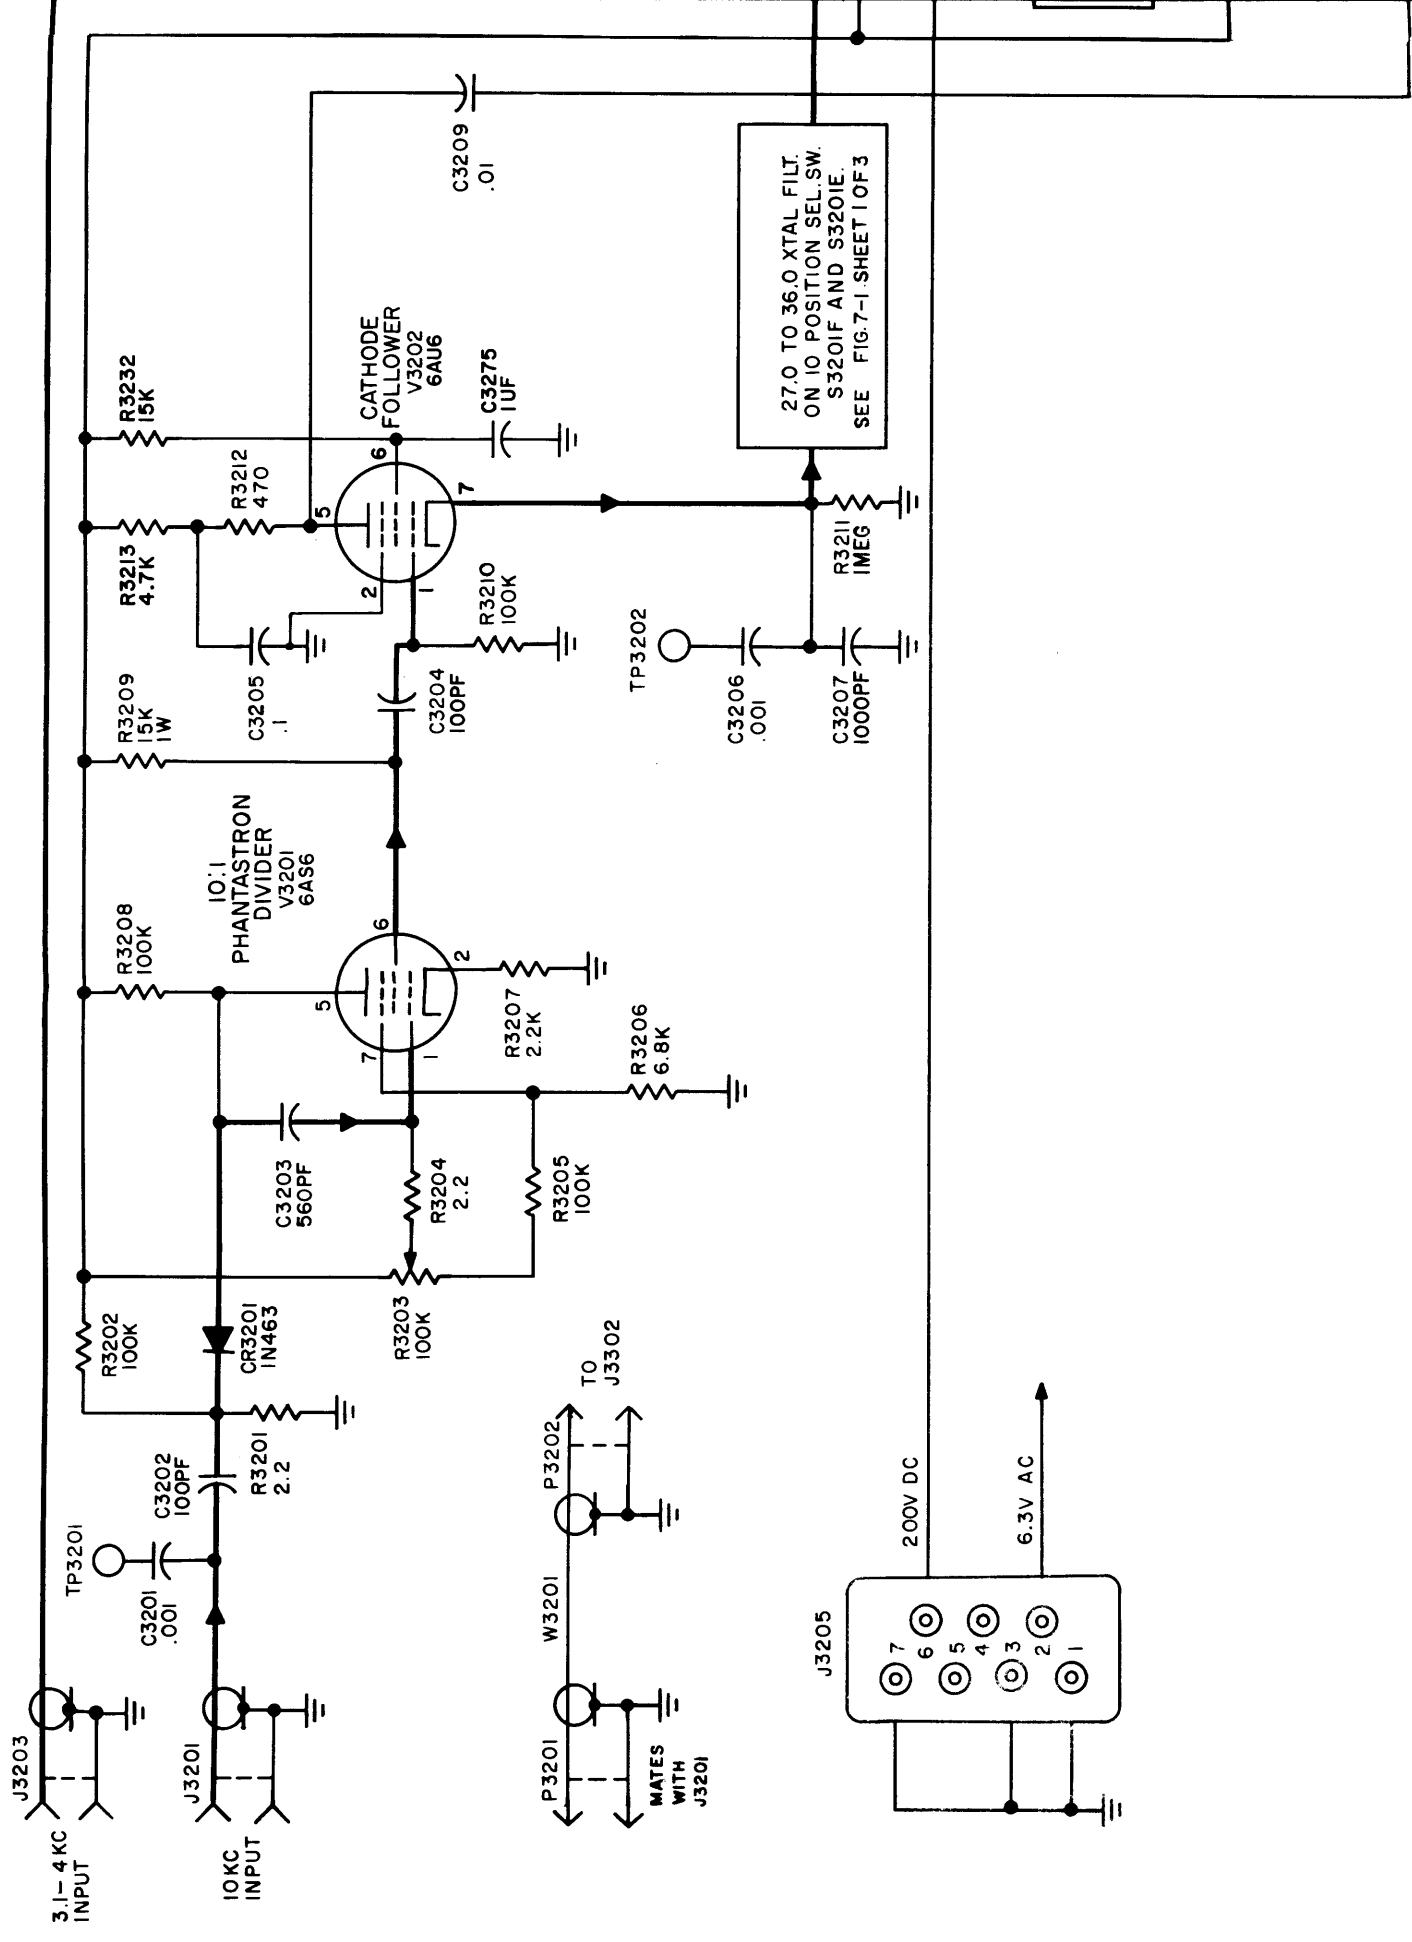 3.1-4KC
INPUT
J3203
10KC
INPUT
J3201
TP3201
C3201
.001
C3202
100PF
R3201
2.2
R3202
100K
CR3201
1N463
R3203
100K
C3203
560PF
R3204
2.2
R3205
100K
R3206
6.8K
R3207
2.2K
R3208
100K
10:1
PHANTASTRON
DIVIDER
V3201
6AS6
5
6
7
1
2
R3209
15K
1W
C3204
100PF
C3205
.1
R3210
100K
R3213
4.7K
R3212
470
R3232
15K
CATHODE
FOLLOWER
V3202
6AU6
5
6
2
1
7
C3275
1UF
C3209
.01
TP3202
C3206
.001
C3207
1000PF
R3211
1MEG
27.0 TO 36.0 XTAL FILT.
ON 10 POSITION SEL.SW.
S3201F AND S3201E.
SEE FIG.7-1 SHEET 1 OF 3
P3201
W3201
P3202
TO
J3302
MATES
WITH
J3201
J3205
7
6
5
4
3
2
1
200V DC
6.3V AC